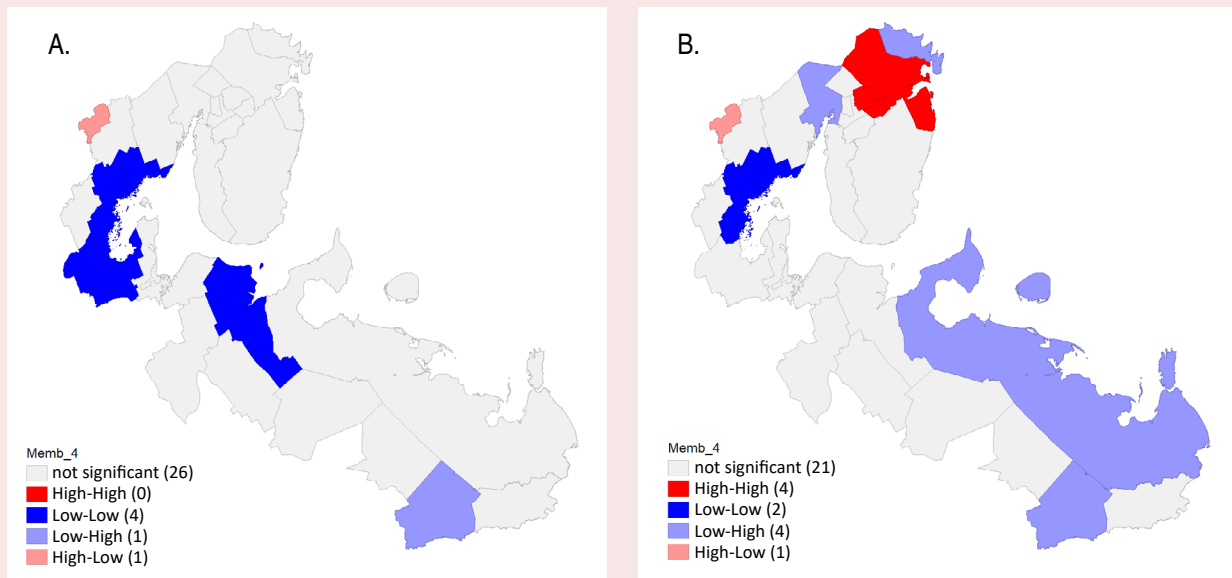 A.
Memb_4
not significant (26)
High-High (0)
Low-Low (4)
Low-High (1)
High-Low (1)
B.
Memb_4
not significant (21)
High-High (4)
Low-Low (2)
Low-High (4)
High-Low (1)